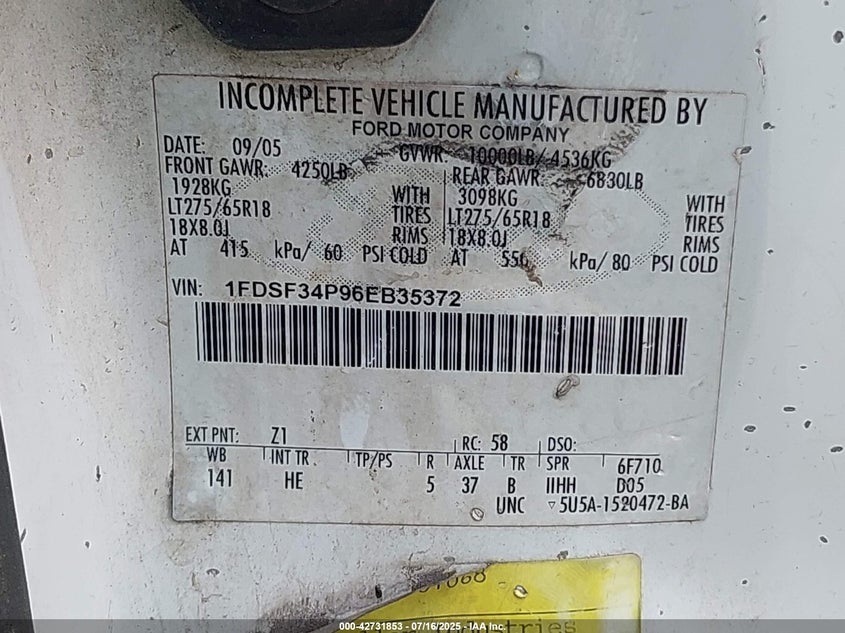 INCOMPLETE VEHICLE MANUFACTURED BY
FORD MOTOR COMPANY
DATE: 09/05 GVWR: 10000LB/ 4536KG
FRONT GAWR: 4250LB REAR GAWR: 6830LB
1928KG WITH 3098KG WITH
LT275/65R18 TIRES LT275/65R18 TIRES
18X8.0J RIMS 18X8.0J RIMS
AT 415 kPa/ 60 PSI COLD AT 550 kPa/ 80 PSI COLD
VIN: 1FDSF34P96EB35372
EXT PNT: Z1 RC: 58 DSO:
WB INT TR TP/PS R AXLE TR SPR 6F710
141 HE 5 37 B IIHH D05
UNC ▽5U5A-1520472-BA
000-42731853 - 07/16/2025 - IAA Inc.